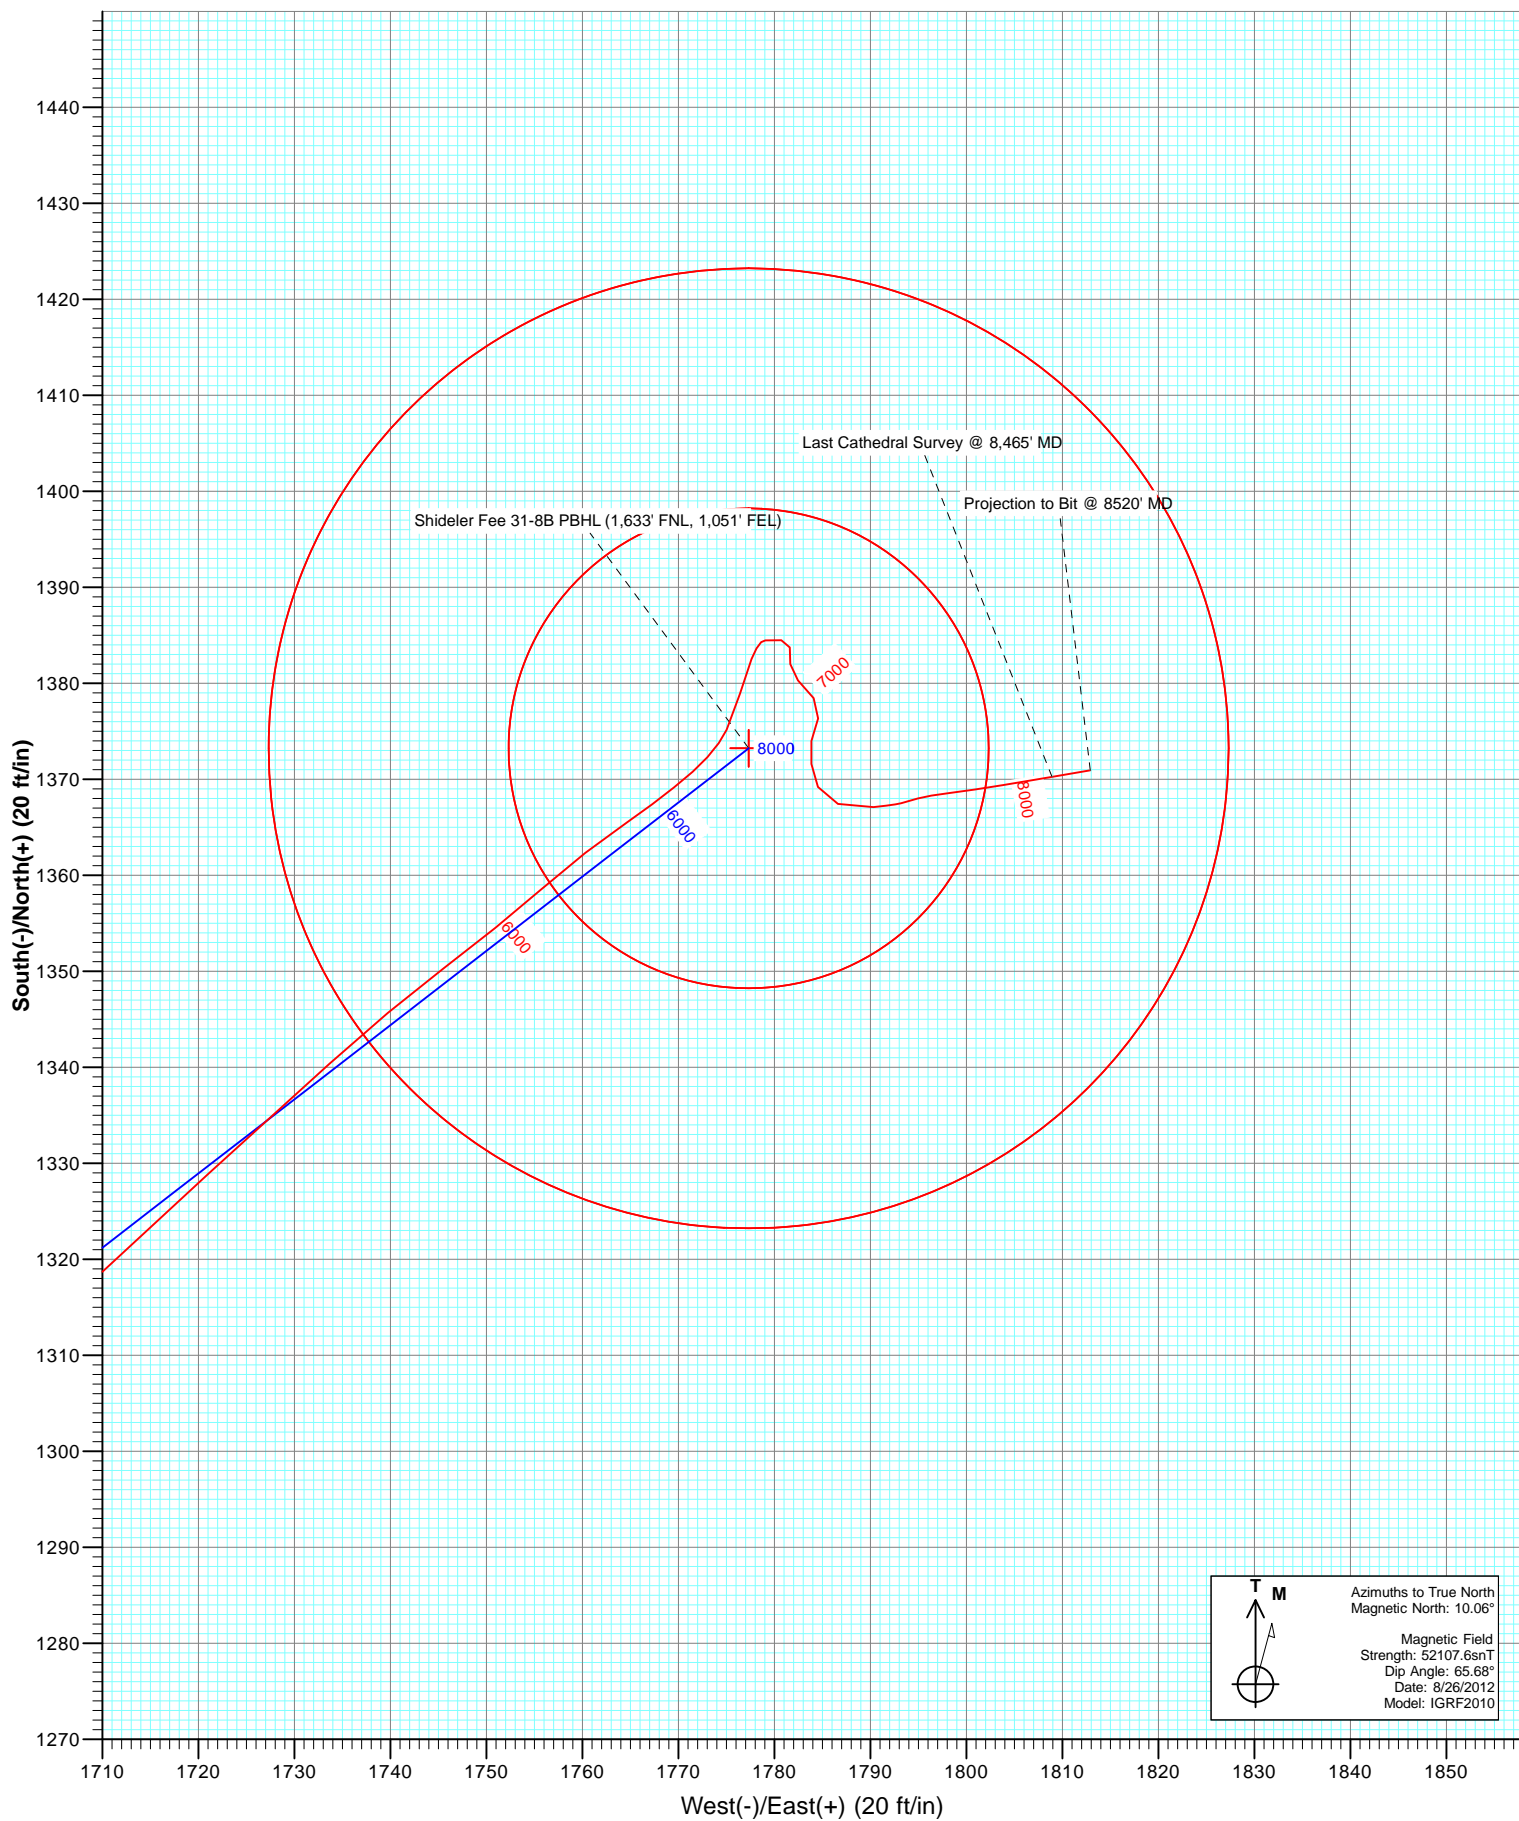 1440
1430
1420
1410
1400
1390
1380
1370
1360
1350
1340
1330
1320
1310
1300
1290
1280
1270
South(-)/North(+) (20 ft/in)
Last Cathedral Survey @ 8,465' MD
Projection to Bit @ 8520' MD
Shideler Fee 31-8B PBHL (1,633' FNL, 1,051' FEL)
7000
8000
8000
6000
6000
T M
Azimuths to True North
Magnetic North: 10.06°
Magnetic Field
Strength: 52107.6snT
Dip Angle: 65.68°
Date: 8/26/2012
Model: IGRF2010
1710 1720 1730 1740 1750 1760 1770 1780 1790 1800 1810 1820 1830 1840 1850
West(-)/East(+) (20 ft/in)